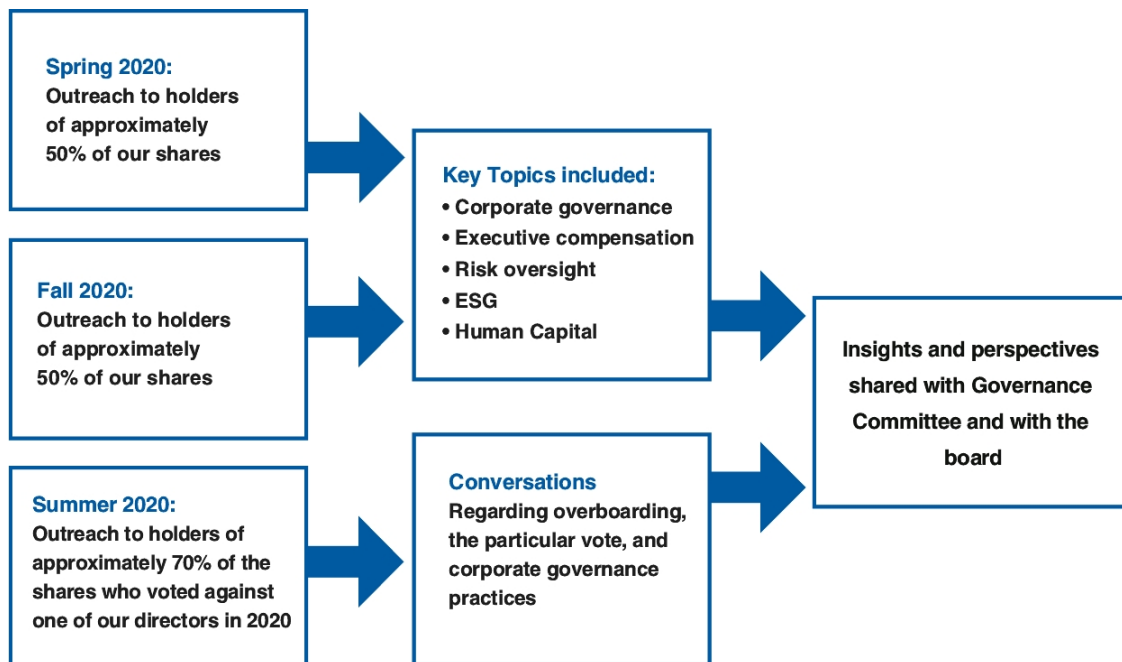 Spring 2020:
Outreach to holders
of approximately
50% of our shares
Fall 2020:
Outreach to holders
of approximately
50% of our shares
Summer 2020:
Outreach to holders of
approximately 70% of the
shares who voted against
one of our directors in 2020
Key Topics included:
• Corporate governance
• Executive compensation
• Risk oversight
• ESG
• Human Capital
Conversations
Regarding overboarding,
the particular vote, and
corporate governance
practices
Insights and perspectives
shared with Governance
Committee and with the
board